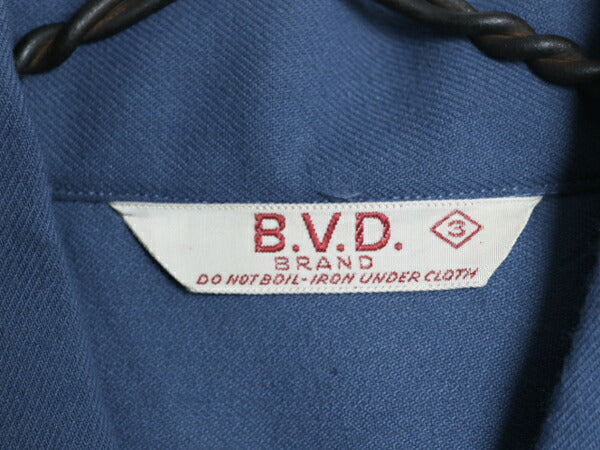 B.V.D.
3
BRAND
DO NOT BOIL-IRON UNDER CLOTH